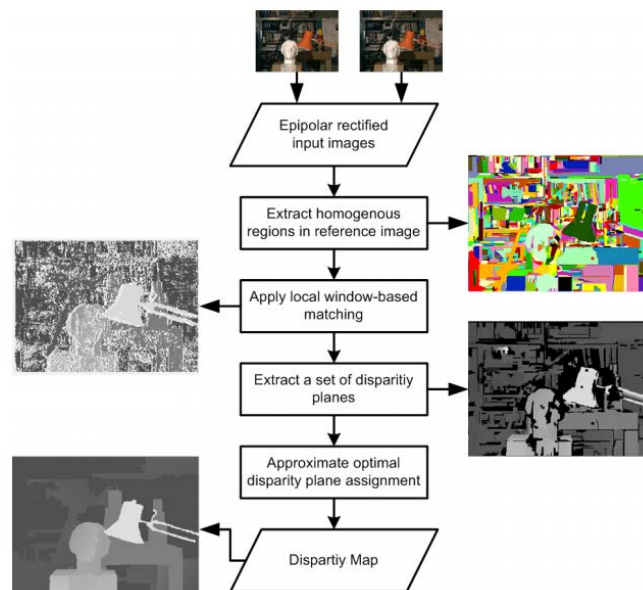 Epipolar rectified
input images
Extract homogenous
regions in reference image
Apply local window-based
matching
Extract a set of disparitiy
planes
Approximate optimal
disparity plane assignment
Dispartiy Map